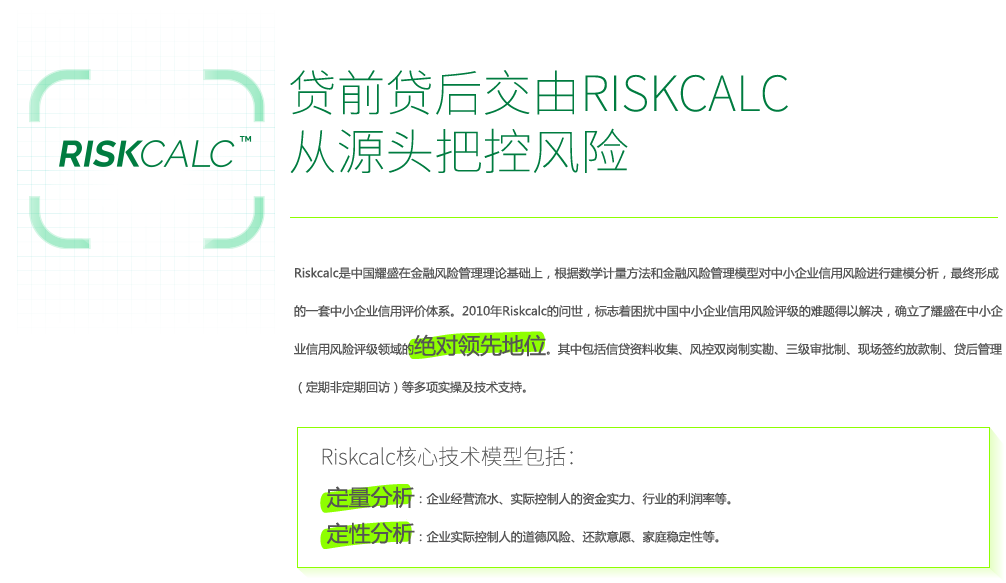 RISKCALC™
贷前贷后交由RISKCALC
从源头把控风险
Riskcalc是中国耀盛在金融风险管理理论基础上，根据数学计量方法和金融风险管理模型对中小企业信用风险进行建模分析，最终形成
的一套中小企业信用评价体系。2010年Riskcalc的问世，标志着困扰中国中小企业信用风险评级的难题得以解决，确立了耀盛在中小企
业信用风险评级领域的绝对领先地位。其中包括信贷资料收集、风控双岗制实勘、三级审批制、现场签约放款制、贷后管理
（定期非定期回访）等多项实操及技术支持。
Riskcalc核心技术模型包括：
定量分析：企业经营流水、实际控制人的资金实力、行业的利润率等。
定性分析：企业实际控制人的道德风险、还款意愿、家庭稳定性等。